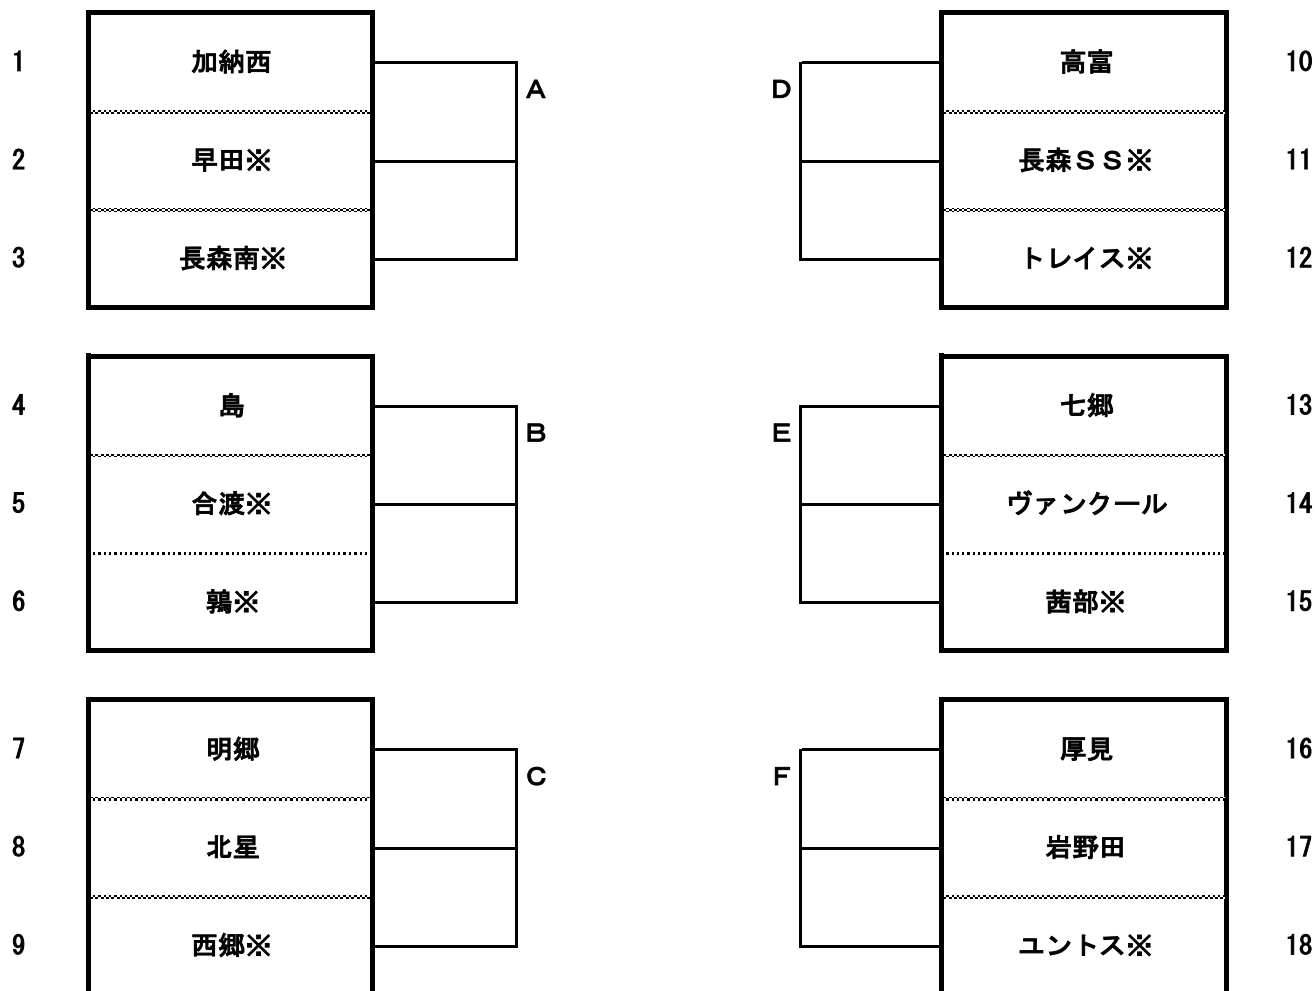 1 加納西
A
2 早田※
3 長森南※
4 島
B
5 合渡※
6 鶉※
7 明郷
C
8 北星
9 西郷※
高富 10
D
長森ＳＳ※ 11
トレイス※ 12
七郷 13
E
ヴァンクール 14
茜部※ 15
厚見 16
F
岩野田 17
ユントス※ 18